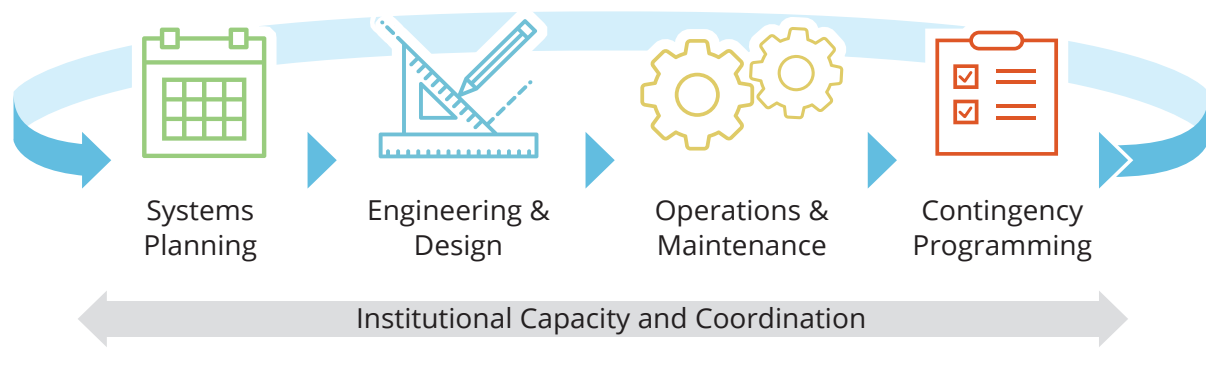 Systems
Planning
Engineering &
Design
Operations &
Maintenance
Contingency
Programming
Institutional Capacity and Coordination